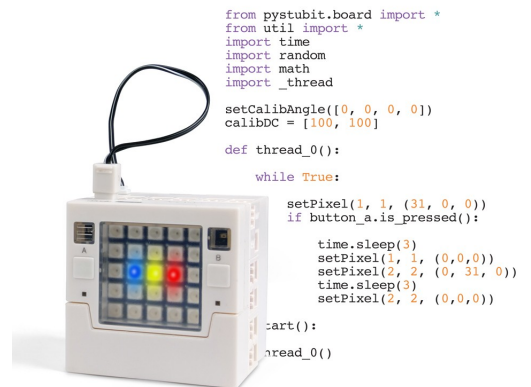 from pystubit.board import *
from util import *
import time
import random
import math
import _thread
setCalibAngle([0, 0, 0, 0])
calibDC = [100, 100]
def thread_0():
while True:
setPixel(1, 1, (31, 0, 0))
if button_a.is_pressed():
time.sleep(3)
setPixel(1, 1, (0,0,0))
setPixel(2, 2, (0, 31, 0))
time.sleep(3)
setPixel(2, 2, (0,0,0))
tart():
hread_0()
A
B